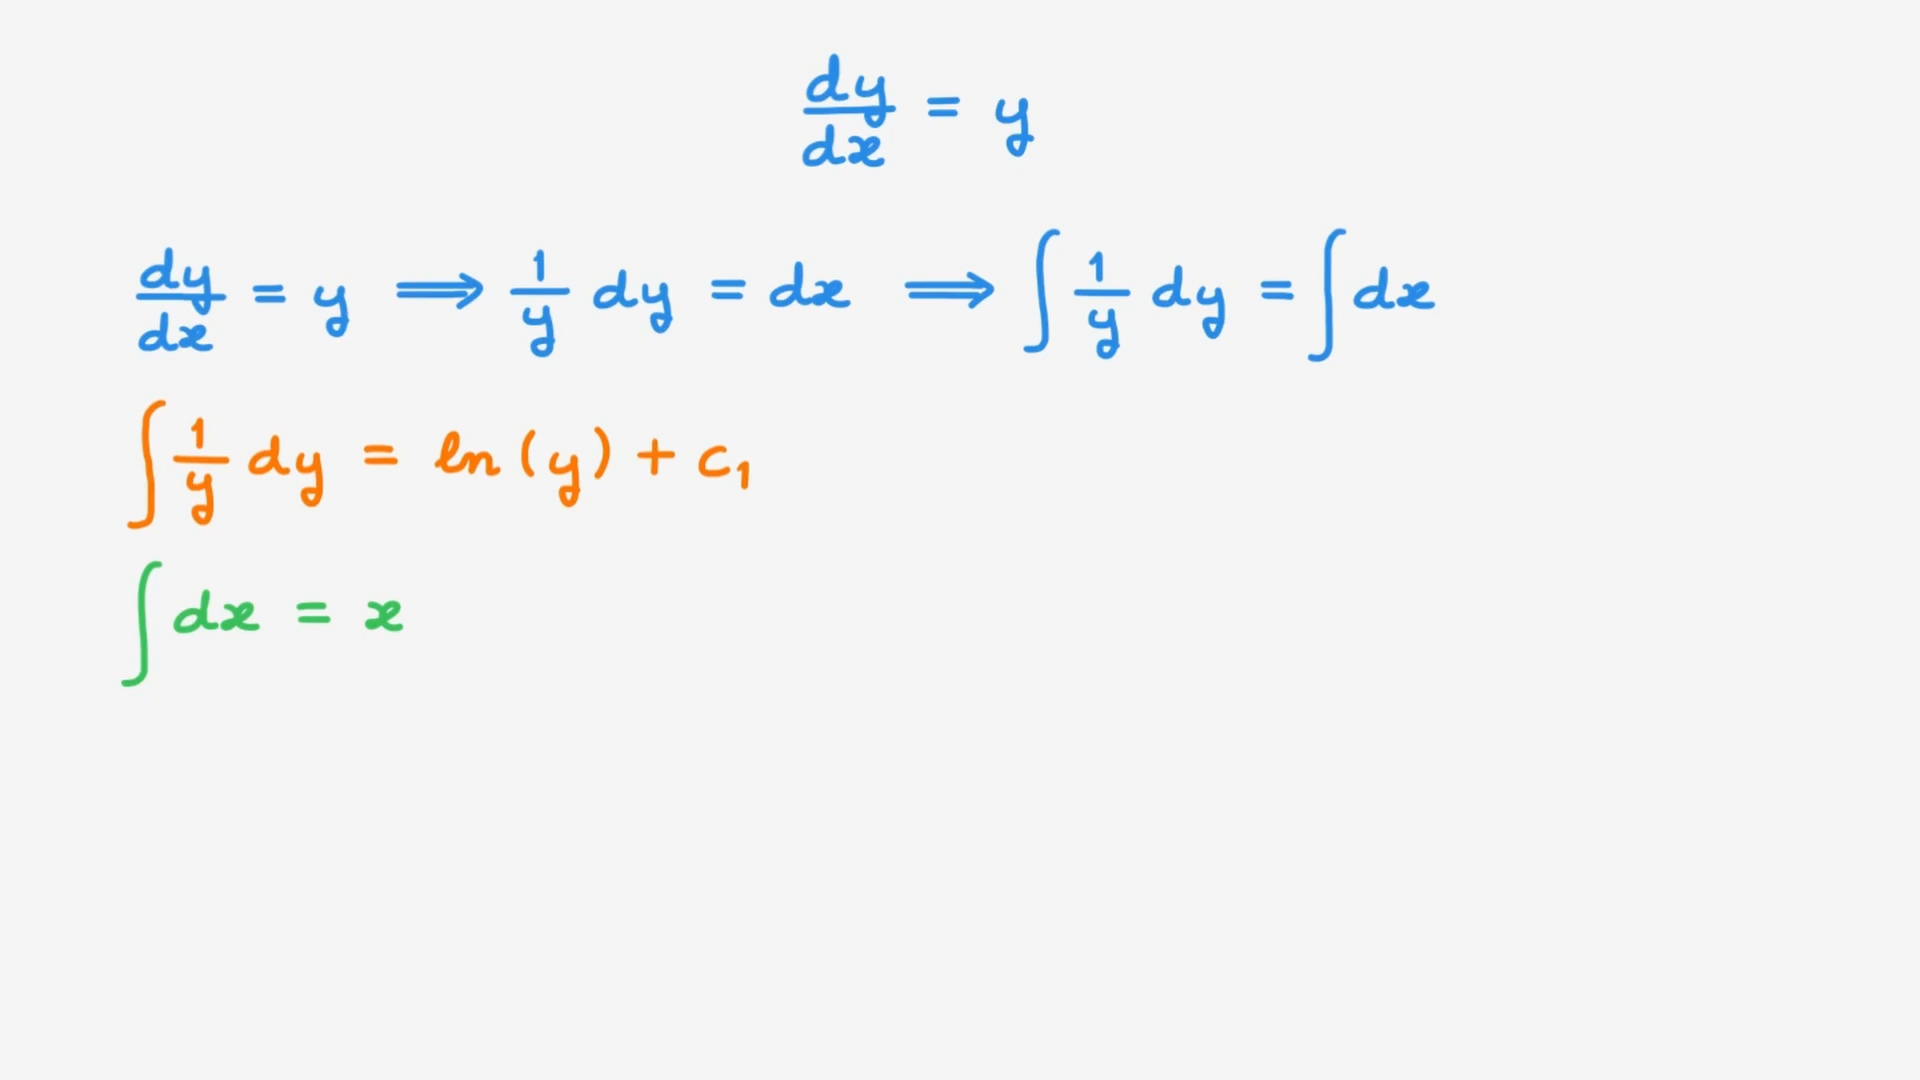 dy/dx = y
dy/dx = y ⟹ 1/y dy = dx ⟹ ∫ 1/y dy = ∫ dx
∫ 1/y dy = ln (y) + c₁
∫ dx = x